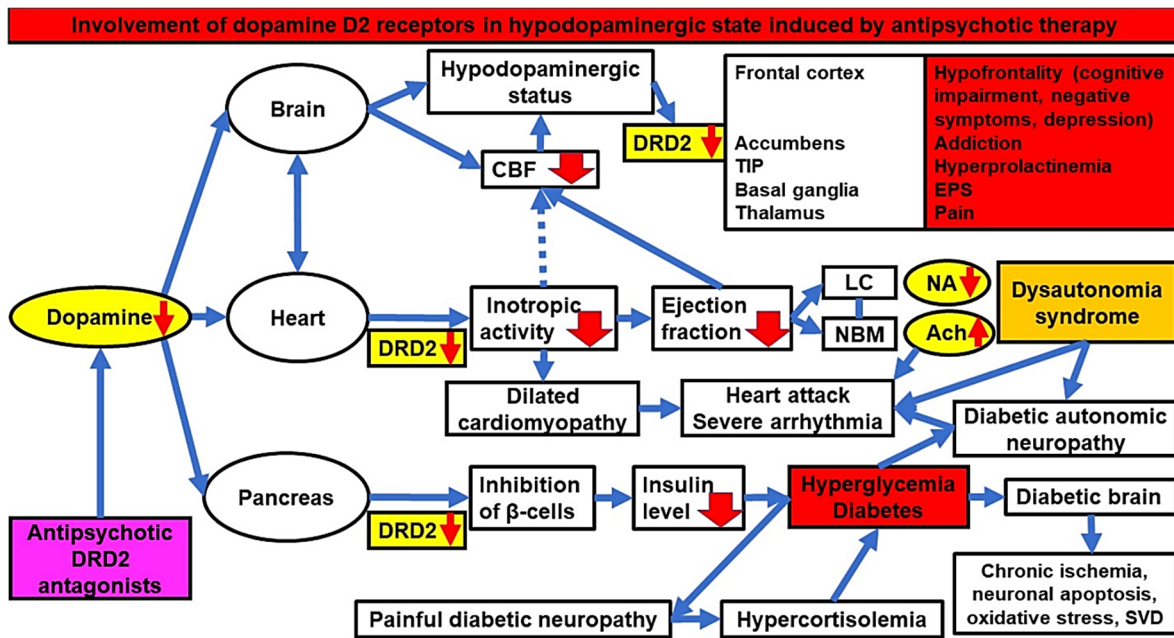 Involvement of dopamine D2 receptors in hypodopaminergic state induced by antipsychotic therapy
Brain
Hypodopaminergic
status
DRD2
CBF
Frontal cortex
Accumbens
TIP
Basal ganglia
Thalamus
Hypofrontality (cognitive
impairment, negative
symptoms, depression)
Addiction
Hyperprolactinemia
EPS
Pain
Dopamine
Heart
DRD2
Inotropic
activity
Ejection
fraction
LC
NBM
NA
Ach
Dysautonomia
syndrome
Dilated
cardiomyopathy
Heart attack
Severe arrhythmia
Diabetic autonomic
neuropathy
Pancreas
DRD2
Inhibition
of β-cells
Insulin
level
Hyperglycemia
Diabetes
Diabetic brain
Antipsychotic
DRD2
antagonists
Painful diabetic neuropathy
Hypercortisolemia
Chronic ischemia,
neuronal apoptosis,
oxidative stress, SVD